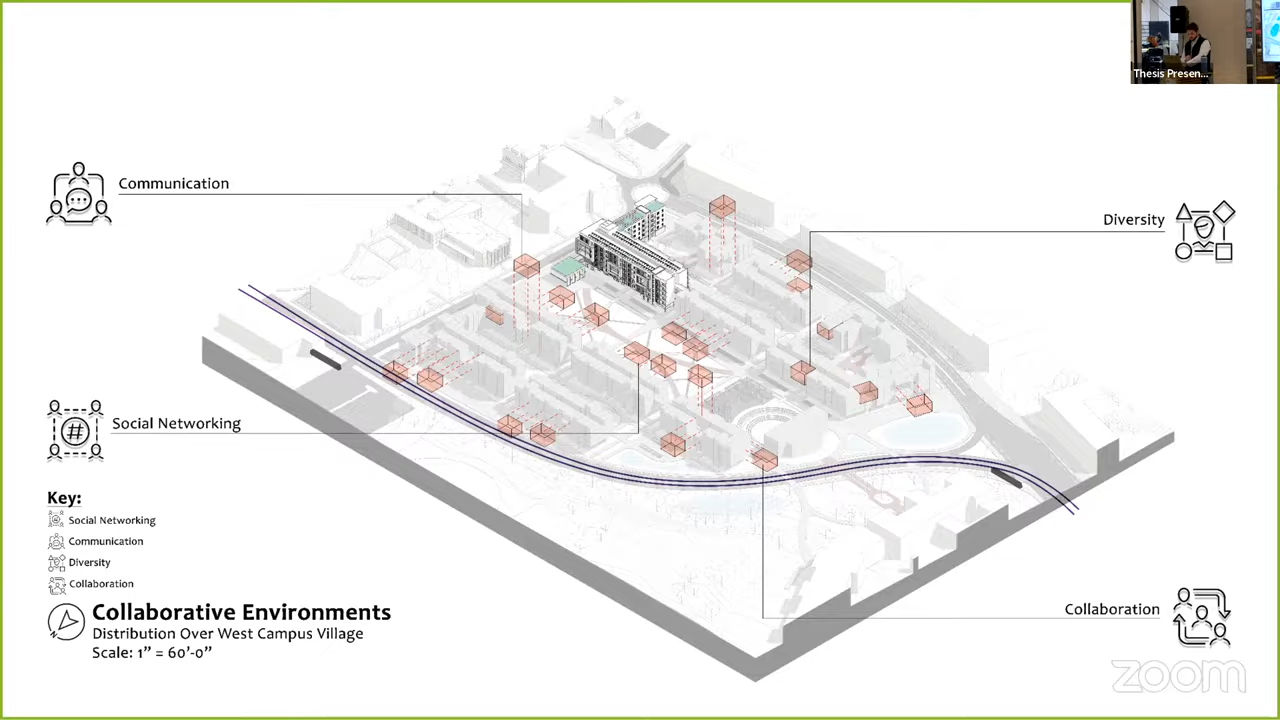 Thesis Presen...
Communication
Diversity
Social Networking
#
Key:
Social Networking
Communication
Diversity
Collaboration
Collaborative Environments
Distribution Over West Campus Village
Scale: 1" = 60'-0"
N
Collaboration
zoom